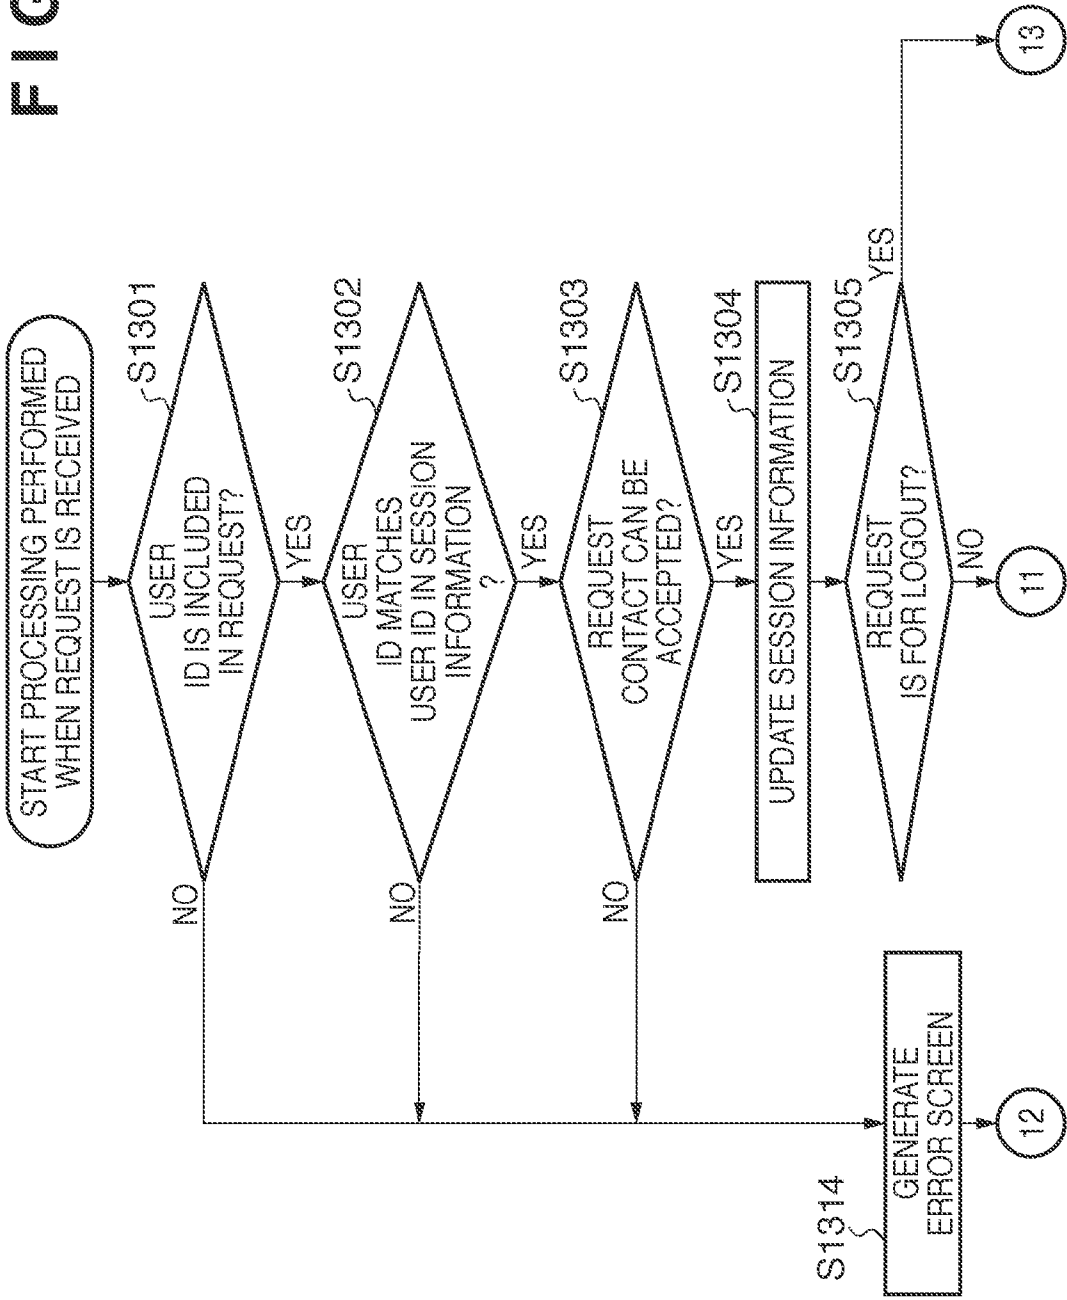 FIG
START PROCESSING PERFORMED
WHEN REQUEST IS RECEIVED
S1301
USER
ID IS INCLUDED
IN REQUEST?
NO
YES
S1302
USER
ID MATCHES
USER ID IN SESSION
INFORMATION
?
NO
YES
S1303
REQUEST
CONTACT CAN BE
ACCEPTED?
NO
YES
S1304
UPDATE SESSION INFORMATION
S1305
REQUEST
IS FOR LOGOUT?
YES
NO
S1314
GENERATE
ERROR SCREEN
12
11
13